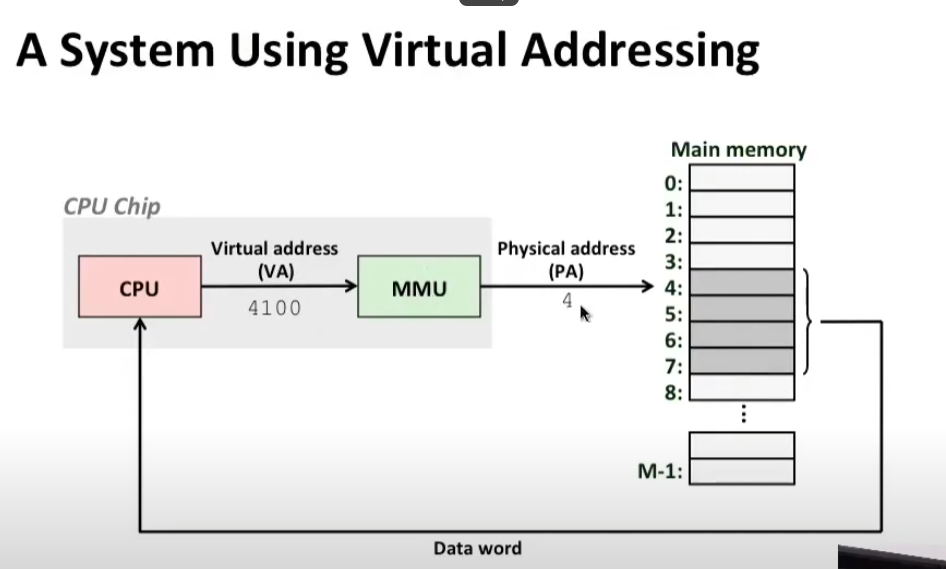 A System Using Virtual Addressing
Main memory
CPU Chip
Virtual address
(VA)
Physical address
(PA)
CPU
4100
MMU
4
0:
1:
2:
3:
4:
5:
6:
7:
8:
⋮
M-1:
Data word